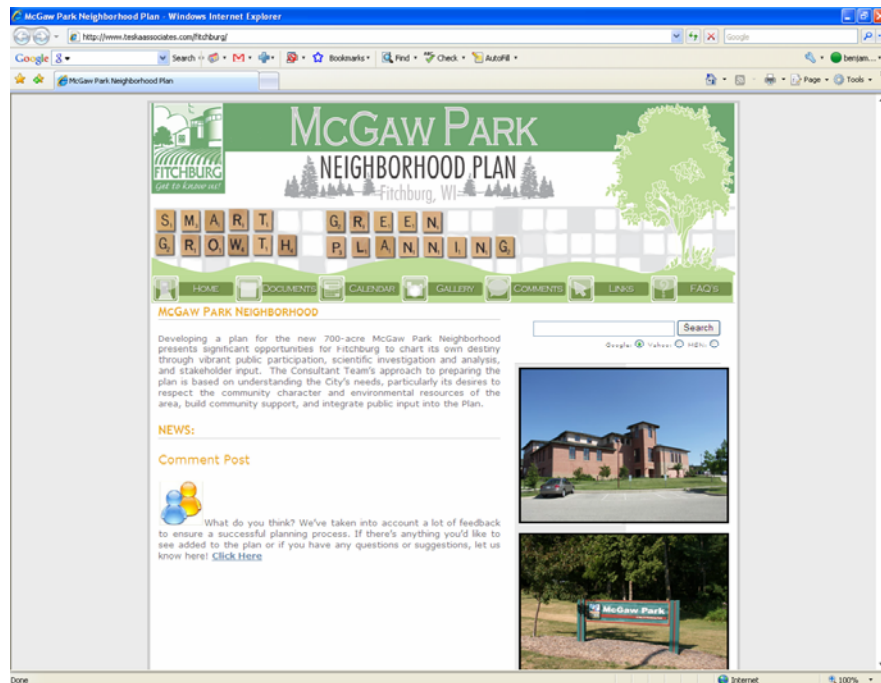 McGaw Park Neighborhood Plan - Windows Internet Explorer
http://www.teskaassociates.com/fitchburg/
Google
Google
Search
Bookmarks
Find
Check
AutoFill
benjam...
McGaw Park Neighborhood Plan
Page
Tools
FITCHBURG
Get to know us!
McGaw Park
NEIGHBORHOOD PLAN
Fitchburg, WI
SMART GREEN
GROWTH PLANNING
HOME
DOCUMENTS
CALENDAR
GALLERY
COMMENTS
LINKS
FAQ'S
McGaw Park Neighborhood
Search
Google: Yahoo: MSN:
Developing a plan for the new 700-acre McGaw Park Neighborhood
presents significant opportunities for Fitchburg to chart its own destiny
through vibrant public participation, scientific investigation and analysis,
and stakeholder input. The Consultant Team's approach to preparing the
plan is based on understanding the City's needs, particularly its desires to
respect the community character and environmental resources of the
area, build community support, and integrate public input into the Plan.
NEWS:
Comment Post
What do you think? We've taken into account a lot of feedback
to ensure a successful planning process. If there's anything you'd like to
see added to the plan or if you have any questions or suggestions, let us
know here! Click Here
McGaw Park
Done
Internet
100%